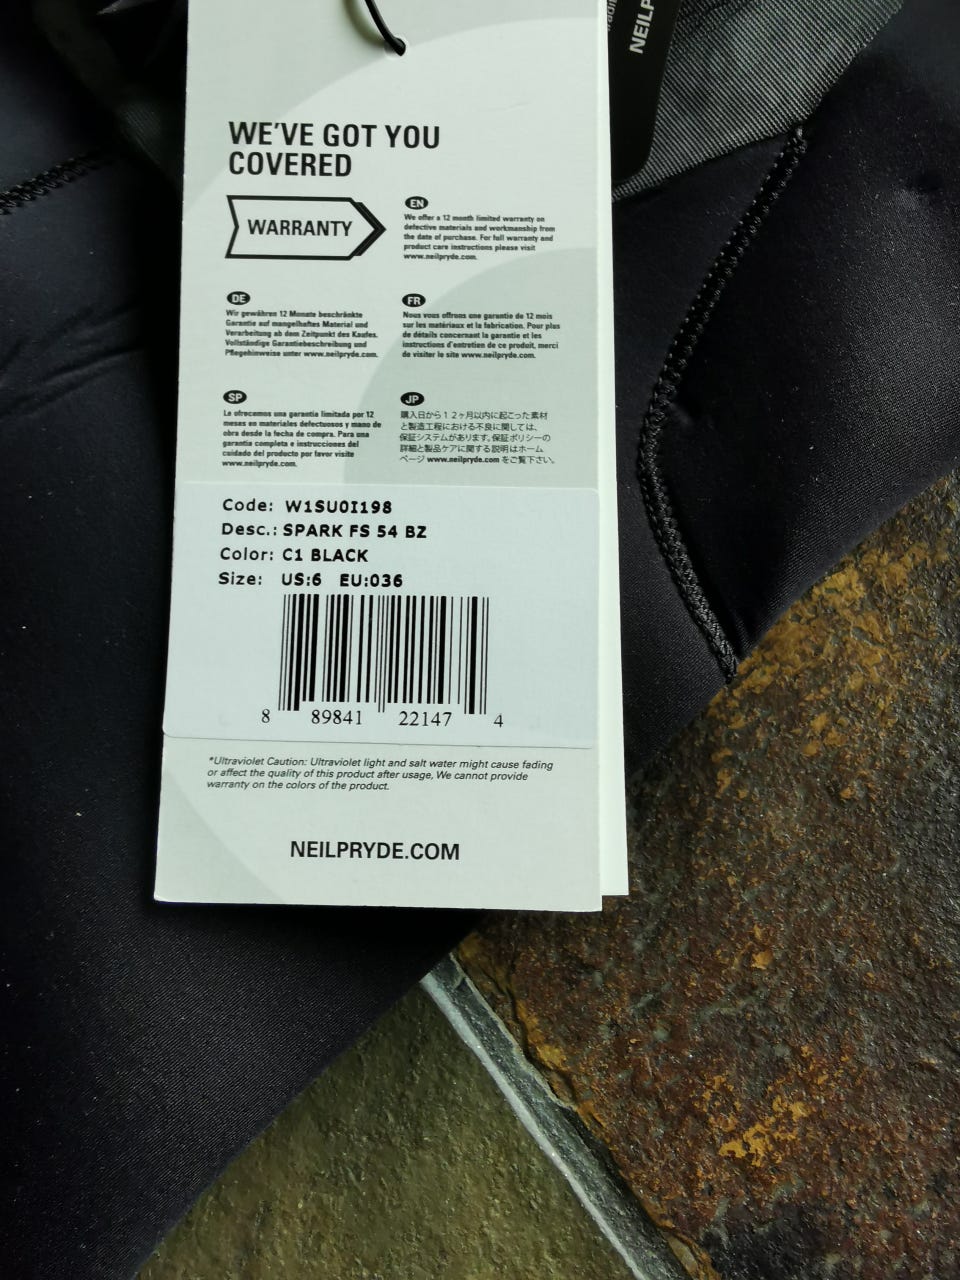 NEILP
WE'VE GOT YOU
COVERED
WARRANTY
EN
We offer a 12 month limited warranty on
defective materials and workmanship from
the date of purchase. For full warranty and
product care instructions please visit
www.neilpryde.com.
DE
Wir gewähren 12 Monate beschränkte
Garantie auf mangelhaftes Material und
Verarbeitung ab dem Zeitpunkt des Kaufes.
Vollständige Garantiebeschreibung und
Pflegehinweise unter www.neilpryde.com.
FR
Nous vous offrons une garantie de 12 mois
sur les matériaux et la fabrication. Pour plus
de détails concernant la garantie et les
instructions d'entretien de ce produit, merci
de visiter le site www.neilpryde.com.
SP
Le ofrecemos una garantía limitada por 12
meses en materiales defectuosos y mano de
obra desde la fecha de compra. Para una
garantía completa e instrucciones del
cuidado del producto por favor visite
www.neilpryde.com.
JP
購入日から12ヶ月以内に起こった素材
と製造工程における不良に関しては、
保証システムがあります。保証ポリシーの
詳細と製品ケアに関する説明はホーム
ページ www.neilpryde.com をご覧下さい。
Code: W1SU0I198
Desc.: SPARK FS 54 BZ
Color: C1 BLACK
Size: US:6 EU:036
8 89841 22147 4
*Ultraviolet Caution: Ultraviolet light and salt water might cause fading
or affect the quality of this product after usage, We cannot provide
warranty on the colors of the product.
NEILPRYDE.COM